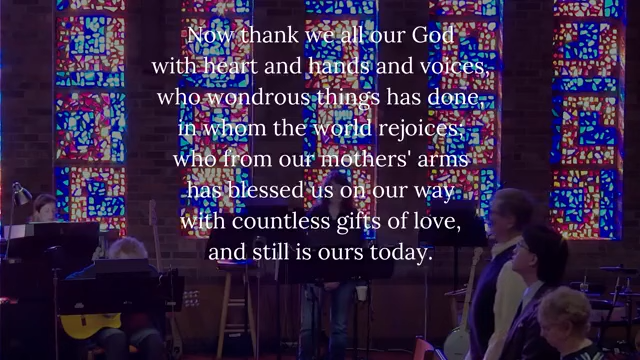 Now thank we all our God
with heart and hands and voices,
who wondrous things has done,
in whom the world rejoices,
who from our mothers' arms
has blessed us on our way
with countless gifts of love,
and still is ours today.